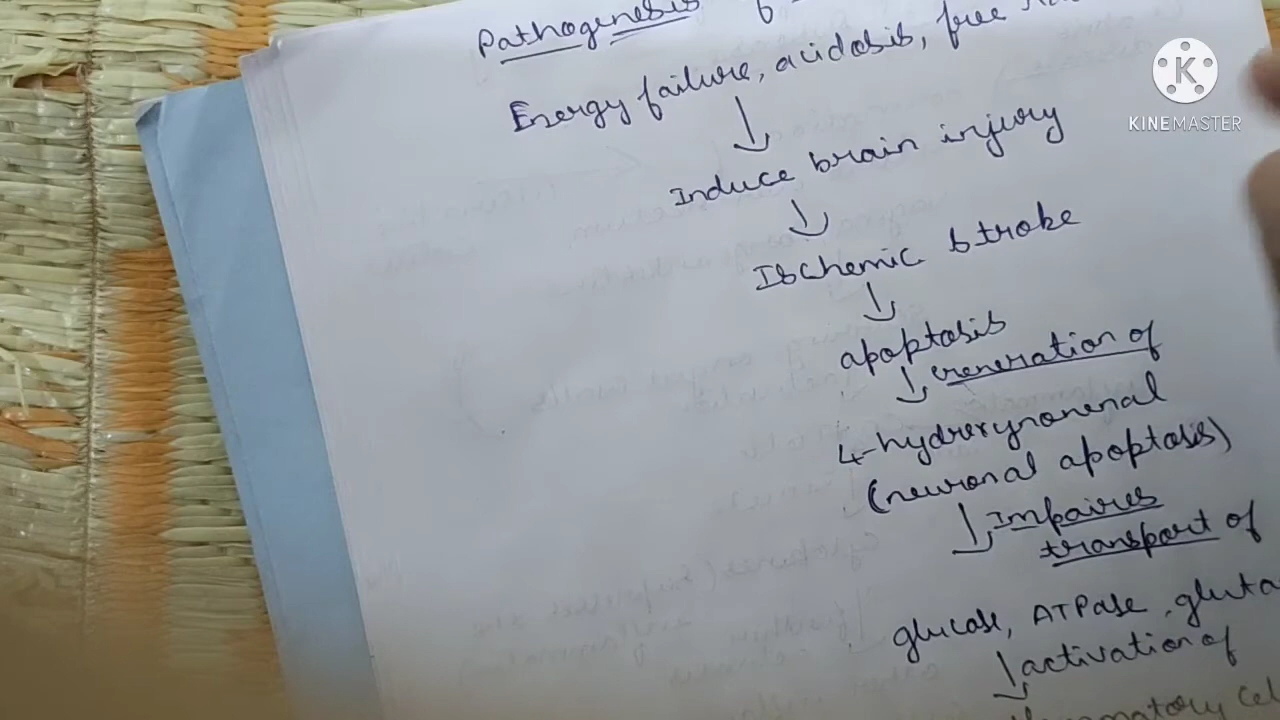 Pathogenesis of
Energy failure, acidosis, free
Induce brain injury
Ischemic stroke
apoptosis
generation of
4-hydroxynonenal
(neuronal apoptosis)
Impaires
transport of
glucose, ATPase, gluta
activation of
KINEMASTER